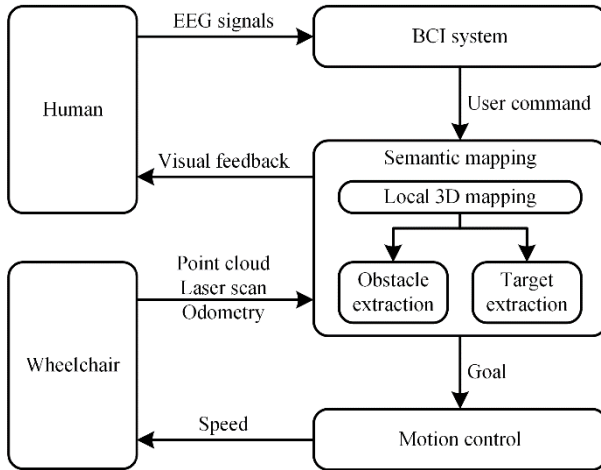 EEG signals
BCI system
Human
User command
Visual feedback
Semantic mapping
Local 3D mapping
Point cloud
Laser scan
Odometry
Obstacle
extraction
Target
extraction
Wheelchair
Goal
Speed
Motion control